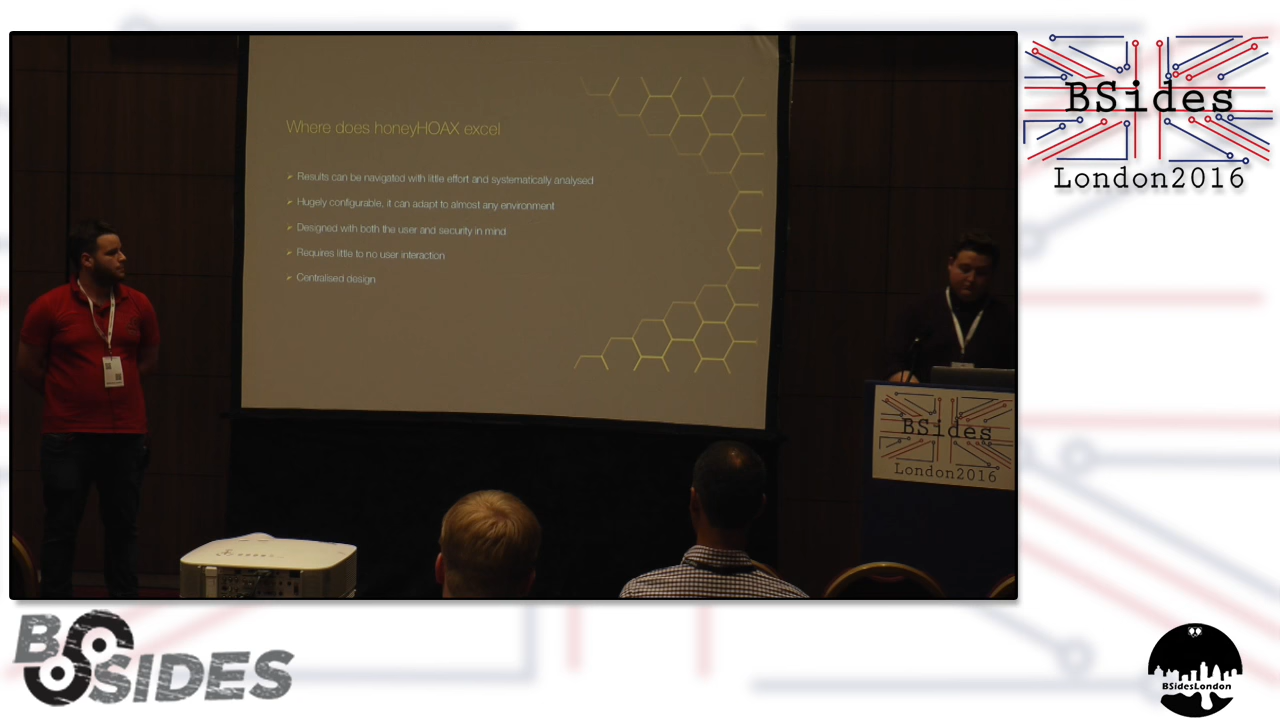 Where does honeyHOAX excel
Results can be navigated with little effort and systematically analysed
Hugely configurable, it can adapt to almost any environment
Designed with both the user and security in mind
Requires little to no user interaction
Centralised design
BSides
London2016
BSides
London2016
BSIDES
BSidesLondon